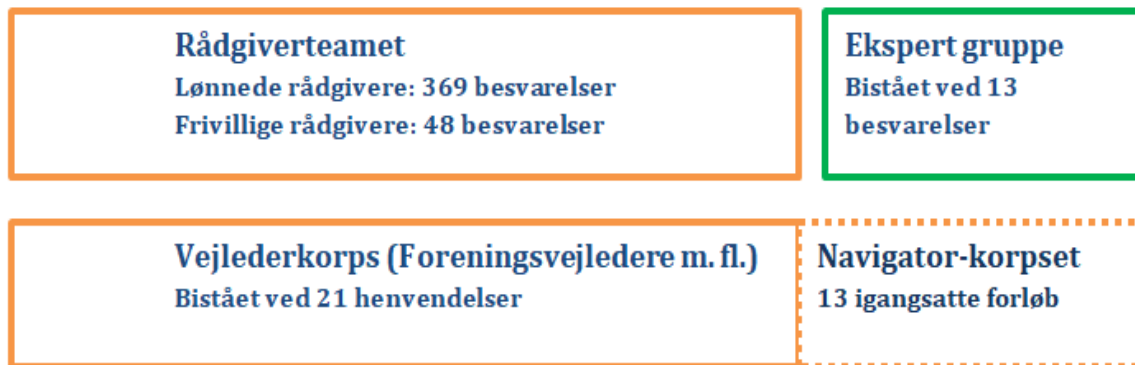 Rådgiverteamet
Lønnede rådgivere: 369 besvarelser
Frivillige rådgivere: 48 besvarelser
Ekspert gruppe
Bistået ved 13
besvarelser
Vejlederkorps (Foreningsvejledere m. fl.)
Bistået ved 21 henvendelser
Navigator-korpset
13 igangsatte forløb